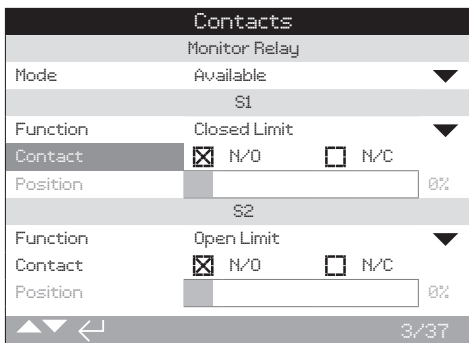 Contacts
Monitor Relay
Mode Available
S1
Function Closed Limit
Contact N/O N/C
Position 0%
S2
Function Open Limit
Contact N/O N/C
Position 0%
3/37